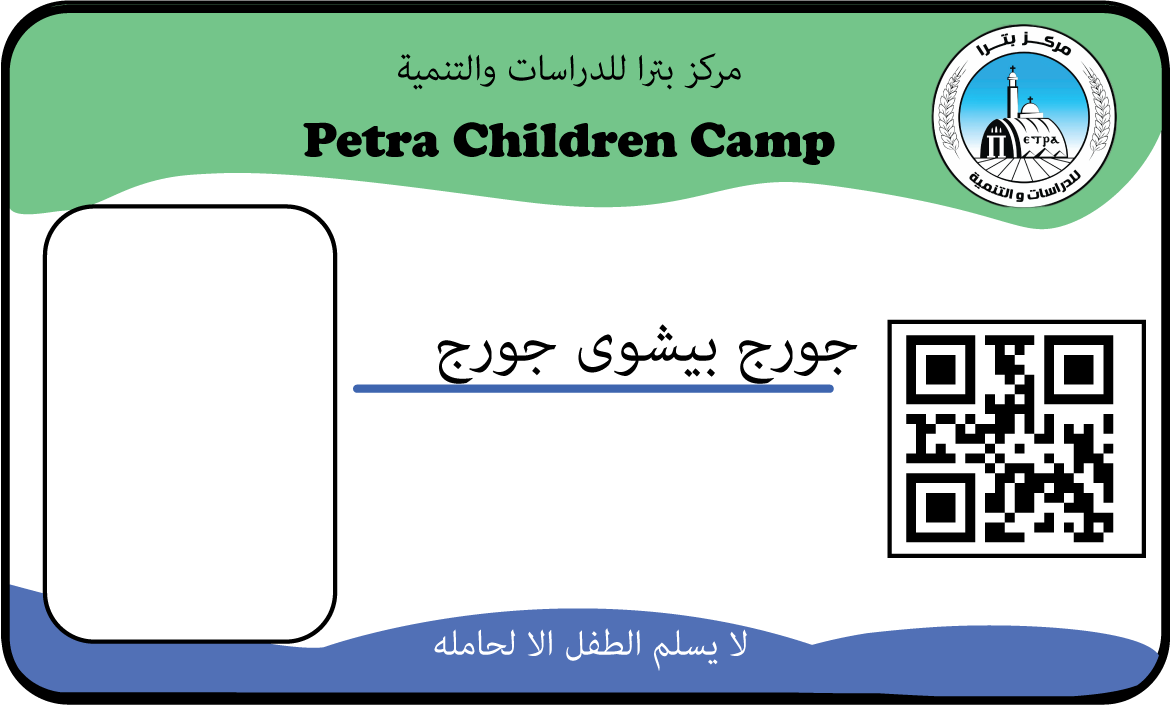 مركز بترا للدراسات والتنمية
Petra Children Camp
مركز بترا
ⲉⲧⲣⲁ
للدراسات و التنمية
جورج بيشوى جورج
لا يسلم الطفل الا لحامله